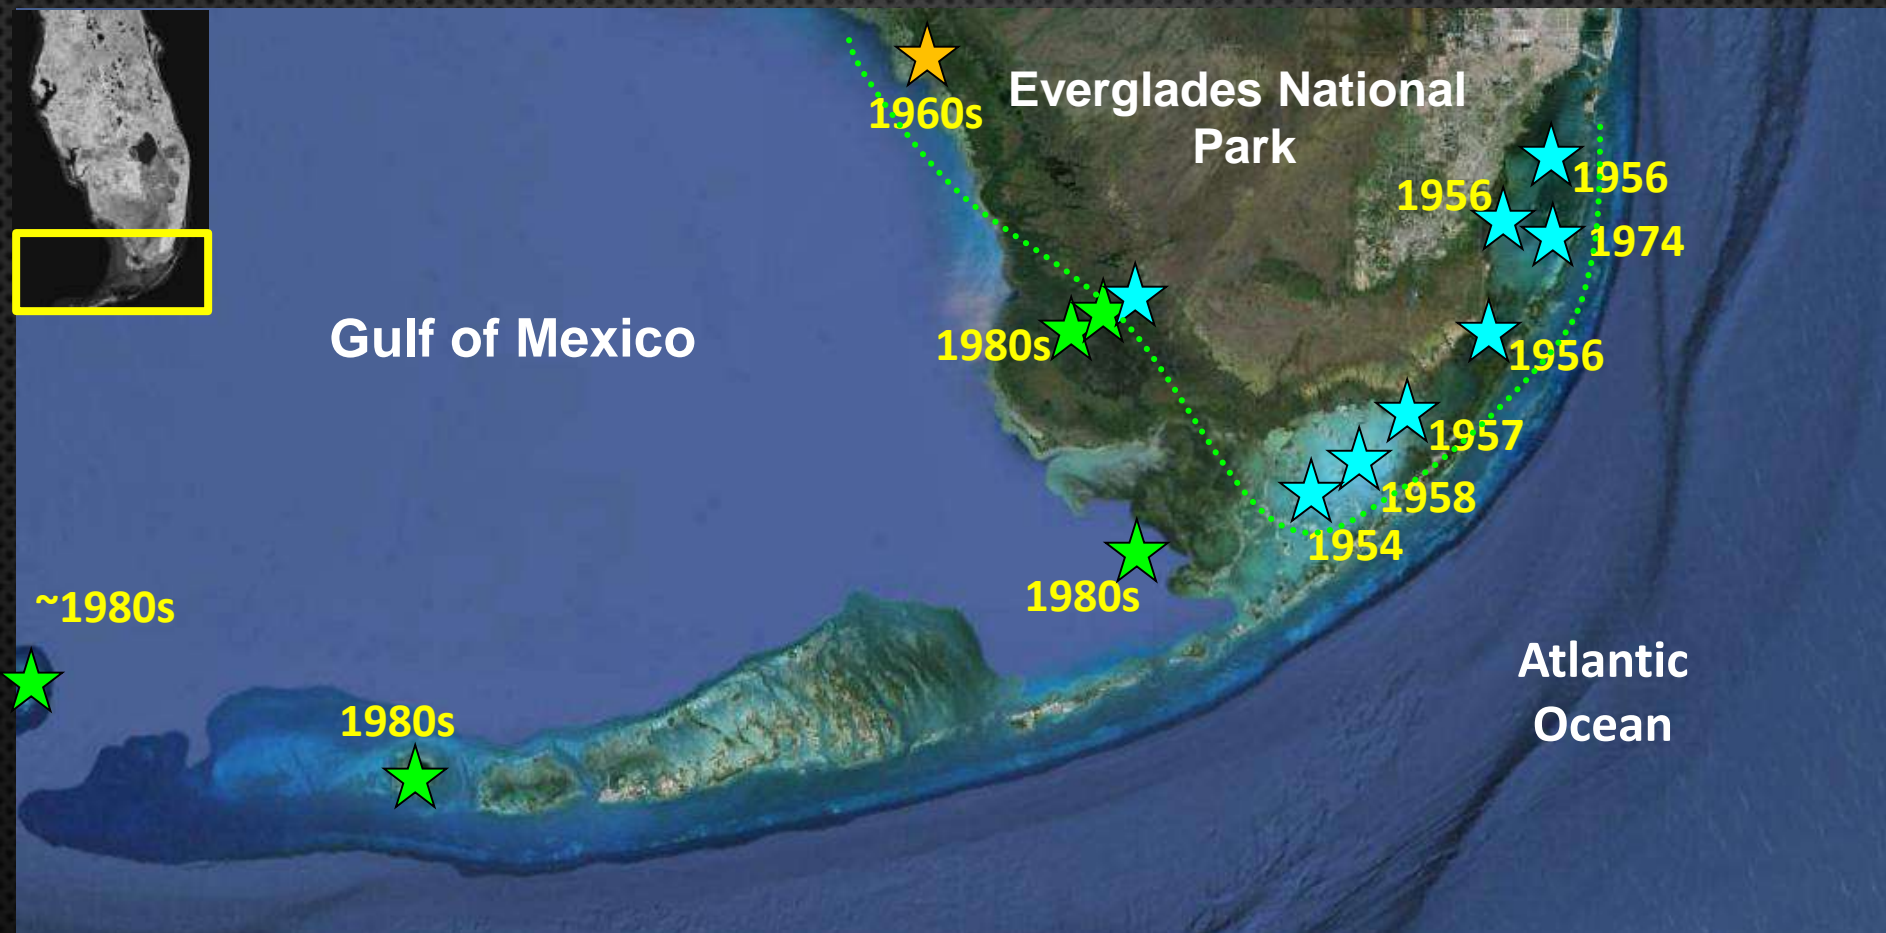 1960s
Everglades National
Park
1956
1956
1974
Gulf of Mexico
1980s
1956
1957
1958
1954
1980s
~1980s
1980s
Atlantic
Ocean